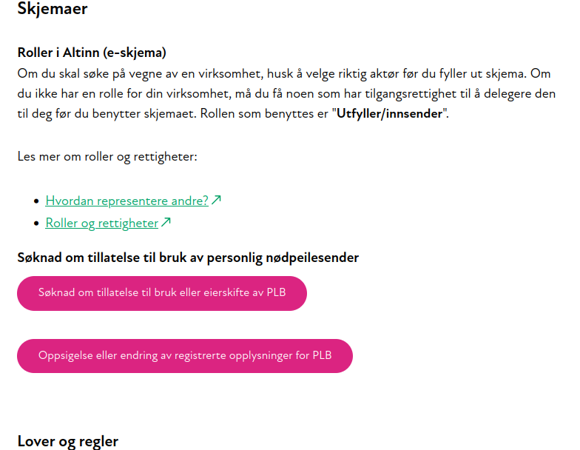 Skjemaer
Roller i Altinn (e-skjema)
Om du skal søke på vegne av en virksomhet, husk å velge riktig aktør før du fyller ut skjema. Om
du ikke har en rolle for din virksomhet, må du få noen som har tilgangsrettighet til å delegere den
til deg før du benytter skjemaet. Rollen som benyttes er "Utfyller/innsender".
Les mer om roller og rettigheter:
Hvordan representere andre?
Roller og rettigheter
Søknad om tillatelse til bruk av personlig nødpeilesender
Søknad om tillatelse til bruk eller eierskifte av PLB
Oppsigelse eller endring av registrerte opplysninger for PLB
Lover og regler